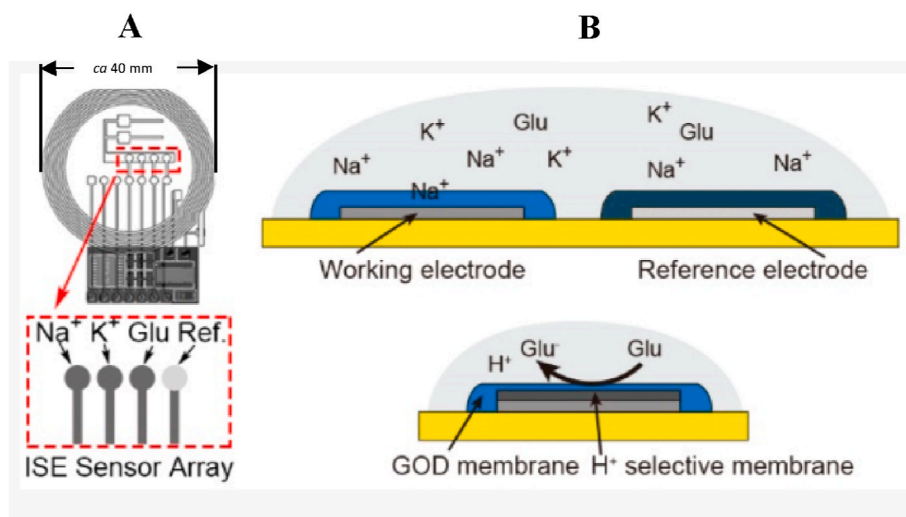 A
B
ca 40 mm
Na⁺ K⁺ Glu Ref.
ISE Sensor Array
K⁺ Glu K⁺ Glu
Na⁺ Na⁺ K⁺ Na⁺ Na⁺
Na⁺
Working electrode
Reference electrode
H⁺ Glu⁻ Glu
GOD membrane H⁺ selective membrane